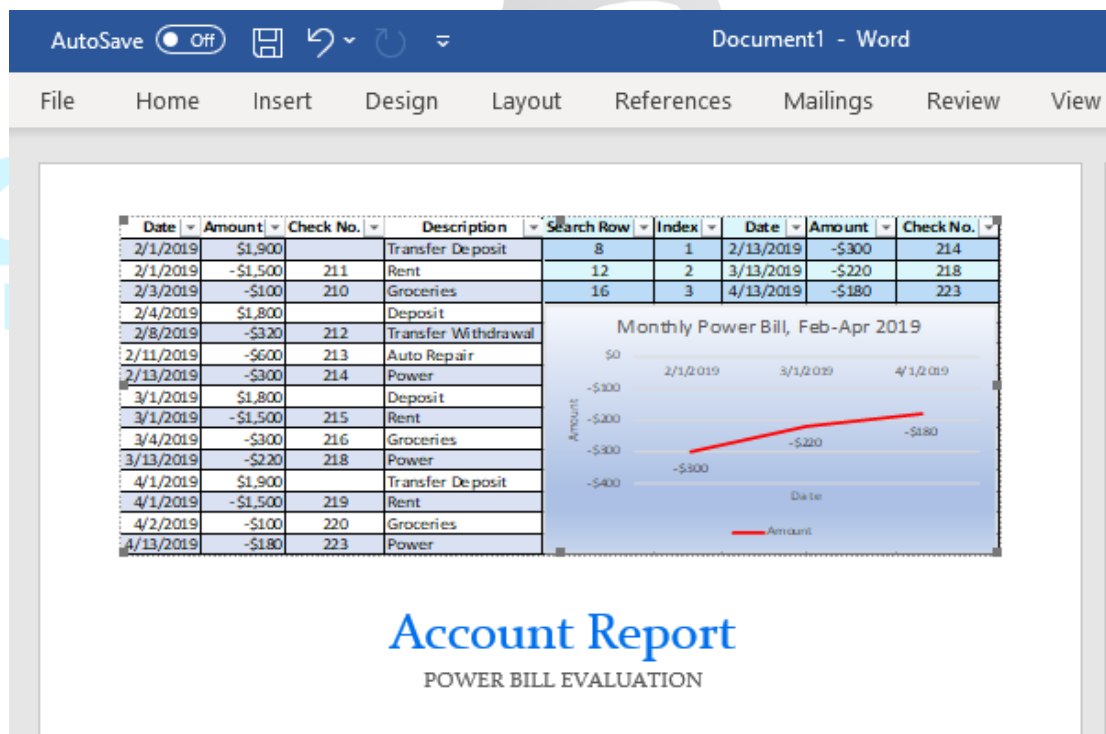 AutoSave Off Document1 - Word
File Home Insert Design Layout References Mailings Review View
Date Amount Check No. Description Search Row Index Date Amount Check No.
2/1/2019 $1,900 Transfer Deposit 8 1 2/13/2019 -$300 214
2/1/2019 -$1,500 211 Rent 12 2 3/13/2019 -$220 218
2/3/2019 -$100 210 Groceries 16 3 4/13/2019 -$180 223
2/4/2019 $1,800 Deposit
2/8/2019 -$320 212 Transfer Withdrawal
2/11/2019 -$600 213 Auto Repair
2/13/2019 -$300 214 Power
3/1/2019 $1,800 Deposit
3/1/2019 -$1,500 215 Rent
3/4/2019 -$300 216 Groceries
3/13/2019 -$220 218 Power
4/1/2019 $1,900 Transfer Deposit
4/1/2019 -$1,500 219 Rent
4/2/2019 -$100 220 Groceries
4/13/2019 -$180 223 Power
Monthly Power Bill, Feb-Apr 2019
$0
2/1/2019 3/1/2019 4/1/2019
-$100
-$200
-$300
-$400
Amount
-$300
-$220
-$180
Date
Amount
Account Report
POWER BILL EVALUATION